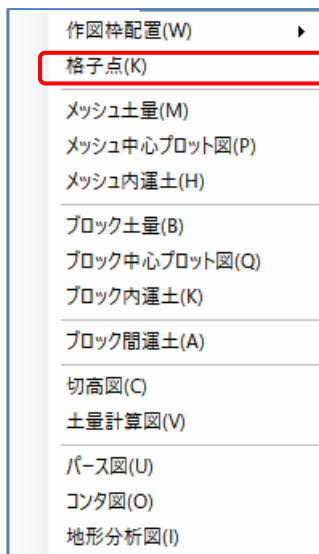 作図枠配置(W)
格子点(K)
メッシュ土量(M)
メッシュ中心プロット図(P)
メッシュ内運土(H)
ブロック土量(B)
ブロック中心プロット図(Q)
ブロック内運土(K)
ブロック間運土(A)
切高図(C)
土量計算図(V)
パース図(U)
コンタ図(O)
地形分析図(I)